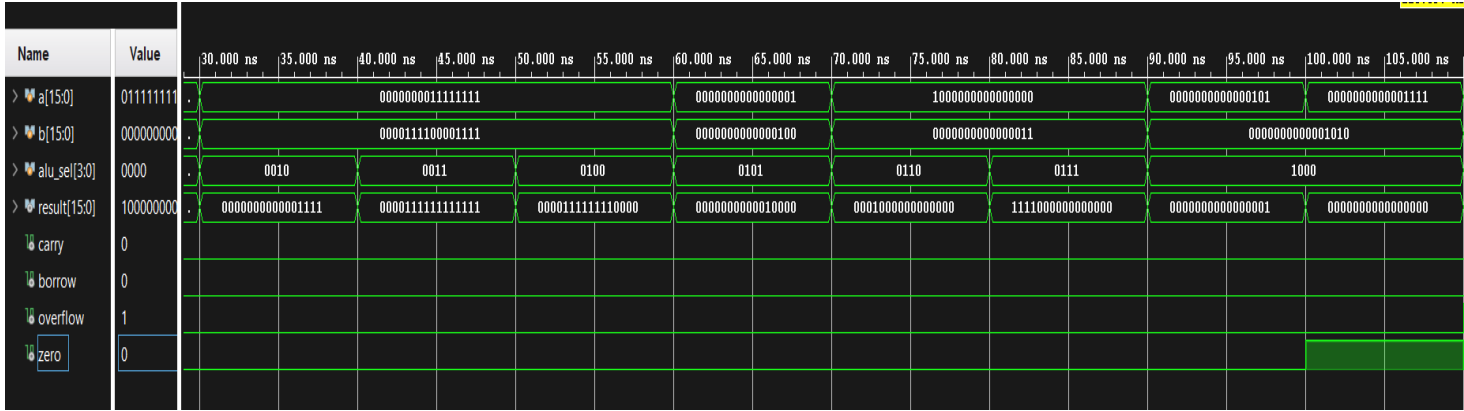 Name Value 30.000 ns 35.000 ns 40.000 ns 45.000 ns 50.000 ns 55.000 ns 60.000 ns 65.000 ns 70.000 ns 75.000 ns 80.000 ns 85.000 ns 90.000 ns 95.000 ns 100.000 ns 105.000 ns
> a[15:0] 011111111 . 0000000011111111 0000000000000001 1000000000000000 0000000000000101 0000000000001111
> b[15:0] 000000000 . 0000111100001111 0000000000000100 0000000000000011 0000000000001010
> alu_sel[3:0] 0000 . 0010 0011 0100 0101 0110 0111 1000
> result[15:0] 100000000 . 0000000000001111 0000111111111111 0000111111110000 0000000000010000 0001000000000000 1111000000000000 0000000000000001 0000000000000000
carry 0
borrow 0
overflow 1
zero 0